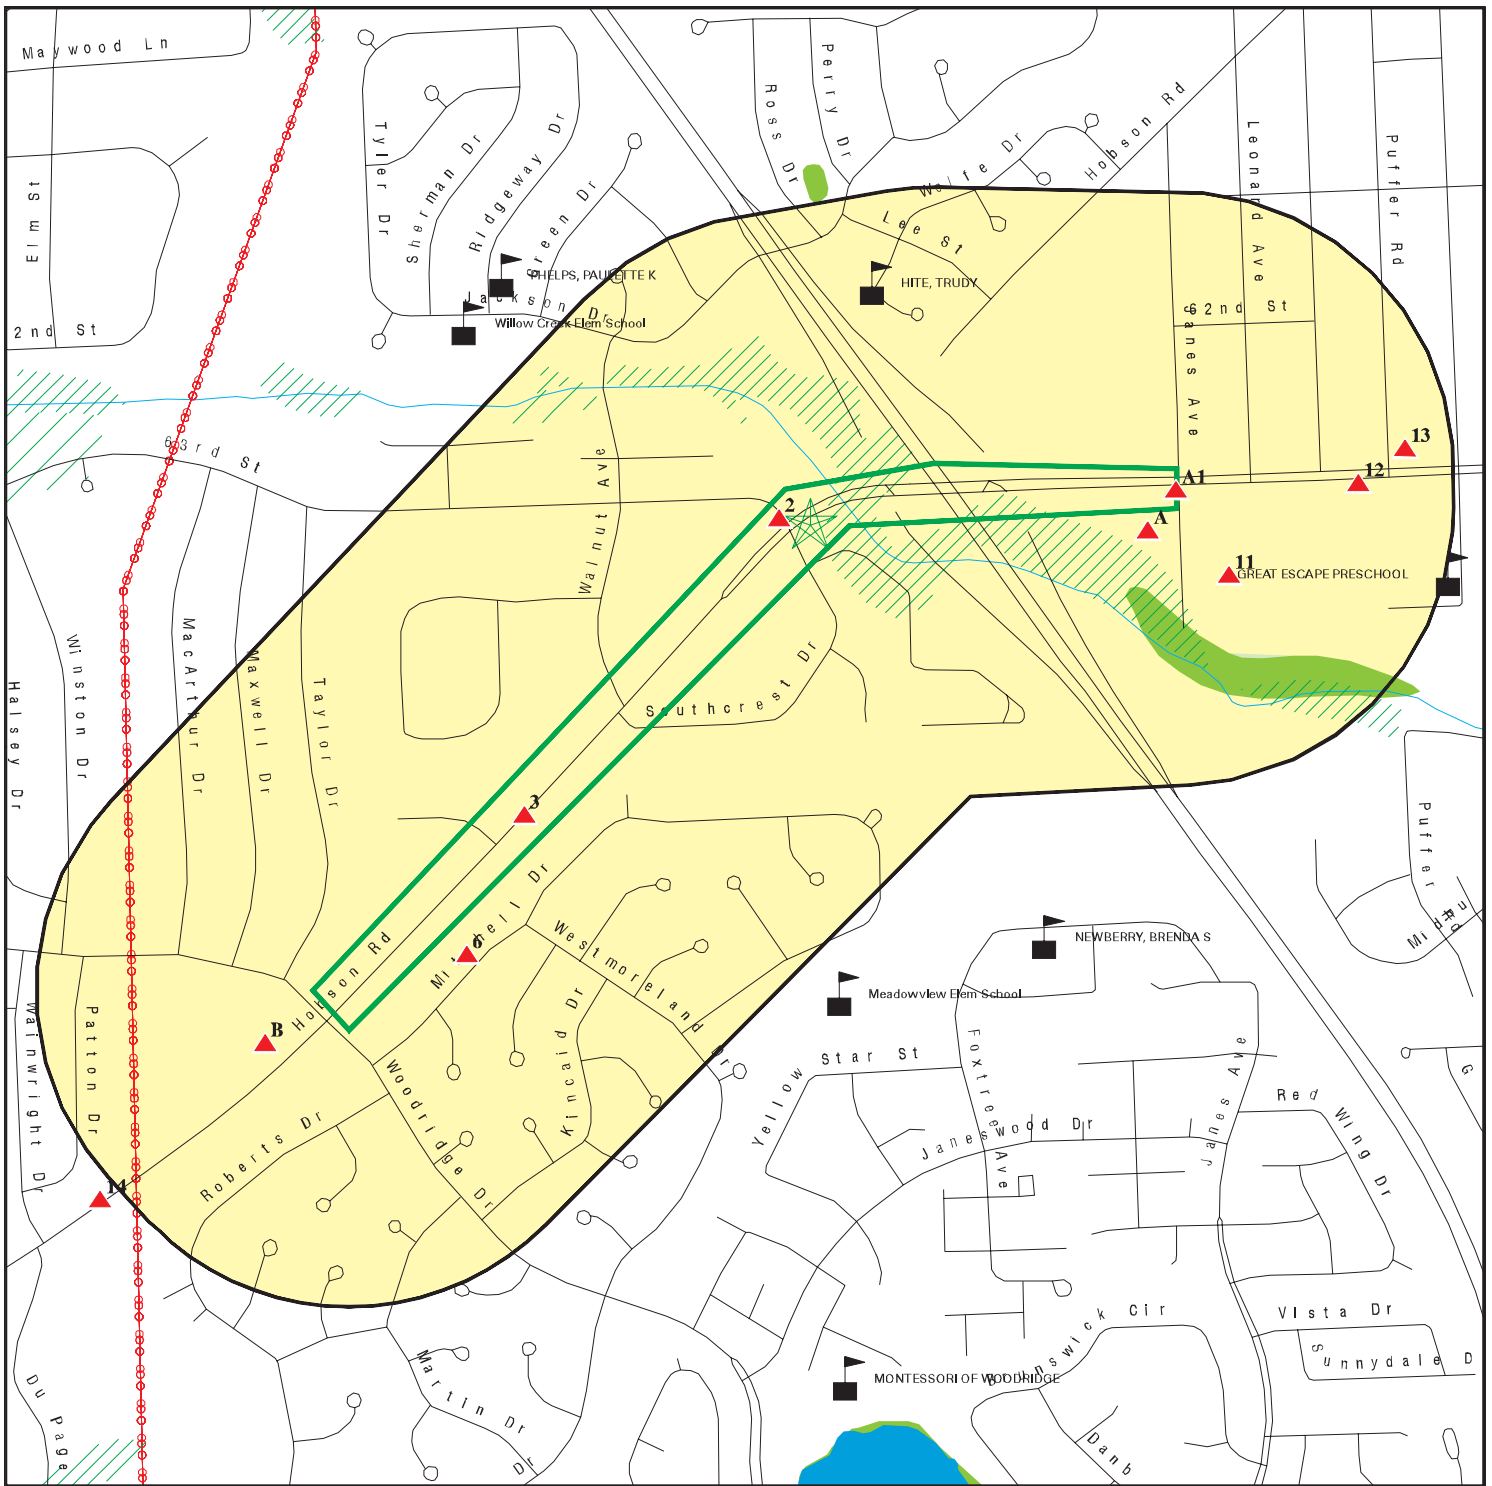 Maywood Ln
Elm St
2nd St
Tyler Dr
Sherman Dr
Ridgeway Dr
Green Dr
Jackson Dr
Ross Dr
Perry Dr
Wolfe Dr
Hobson Rd
Lee St
Leonard Ave
Puffer Rd
62nd St
Janes Ave
PHELPS, PAULETTE K
Willow Creek Elem School
HITE, TRUDY
63rd St
Walnut Ave
13
12
A1
A
2
11
GREAT ESCAPE PRESCHOOL
Halsey Dr
Winston Dr
MacArthur Dr
Maxwell Dr
Taylor Dr
Southcrest Dr
3
6
Hobson Rd
Westmoreland Dr
B
14
Wainwright Dr
Patton Dr
Roberts Dr
Woodridge Dr
Kincaid Dr
NEWBERRY, BRENDA S
Meadowview Elem School
Puffer Rd
Yellow Star St
Foxtree Ave
Janeswood Dr
Janes Ave
Red Wing Dr
G
Vista Dr
Sunnydale D
MONTESSORI OF WOODRIDGE
Martin Dr
Dr
Du Page
Danb